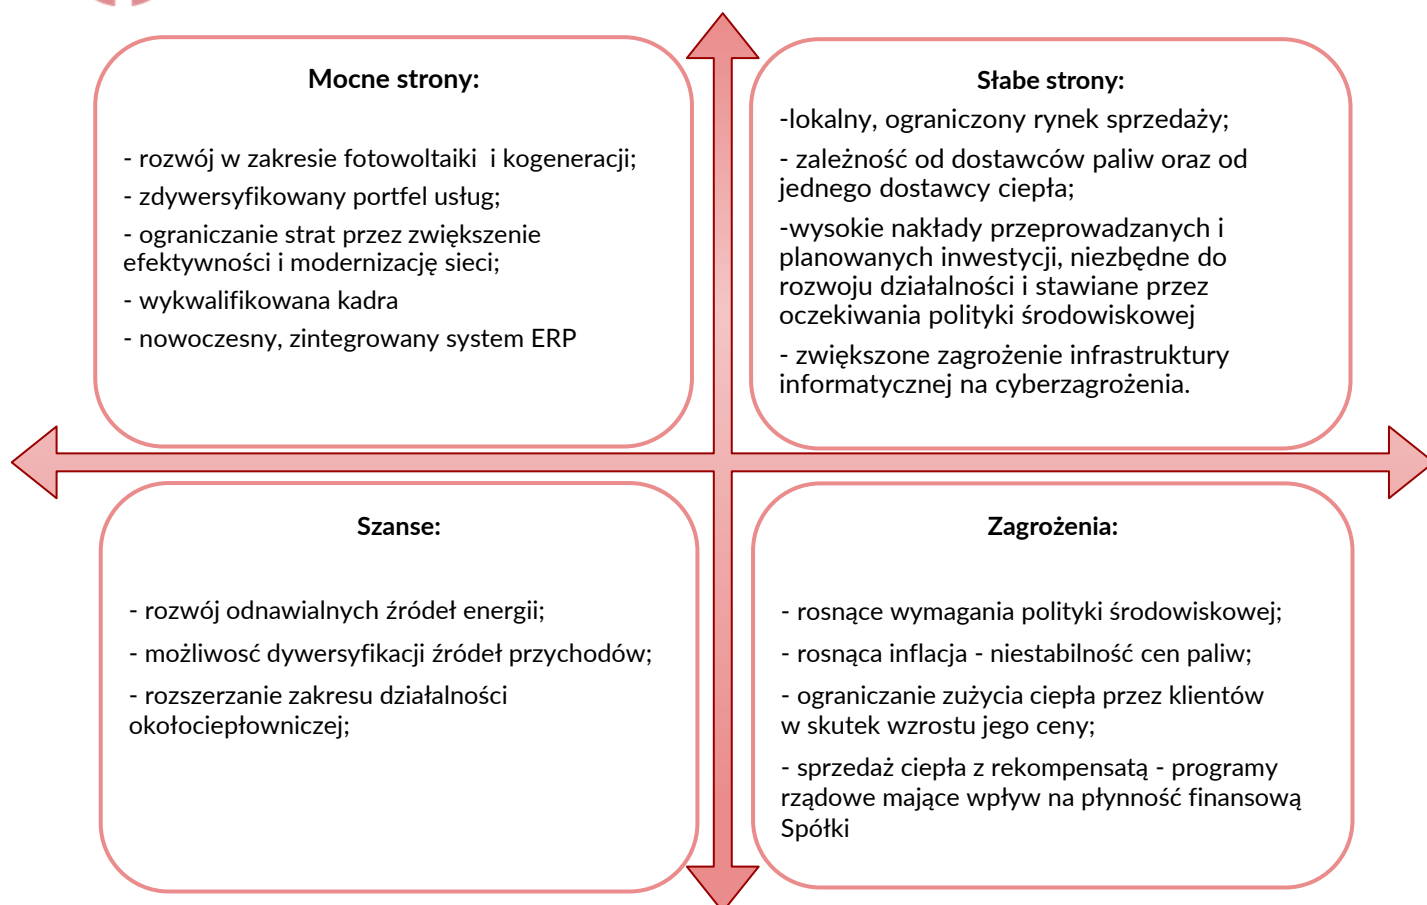 Mocne strony:
- rozwój w zakresie fotowoltaiki  i kogeneracji;
- zdywersyfikowany portfel usług;
- ograniczanie strat przez zwiększenie
efektywności i modernizację sieci;
- wykwalifikowana kadra
- nowoczesny, zintegrowany system ERP
Słabe strony:
-lokalny, ograniczony rynek sprzedaży;
- zależność od dostawców paliw oraz od
jednego dostawcy ciepła;
-wysokie nakłady przeprowadzanych i
planowanych inwestycji, niezbędne do
rozwoju działalności i stawiane przez
oczekiwania polityki środowiskowej
- zwiększone zagrożenie infrastruktury
informatycznej na cyberzagrożenia.
Szanse:
- rozwój odnawialnych źródeł energii;
- możliwosć dywersyfikacji źródeł przychodów;
- rozszerzanie zakresu działalności
okołociepłowniczej;
Zagrożenia:
- rosnące wymagania polityki środowiskowej;
- rosnąca inflacja - niestabilność cen paliw;
- ograniczanie zużycia ciepła przez klientów
w skutek wzrostu jego ceny;
- sprzedaż ciepła z rekompensatą - programy
rządowe mające wpływ na płynność finansową
Spółki